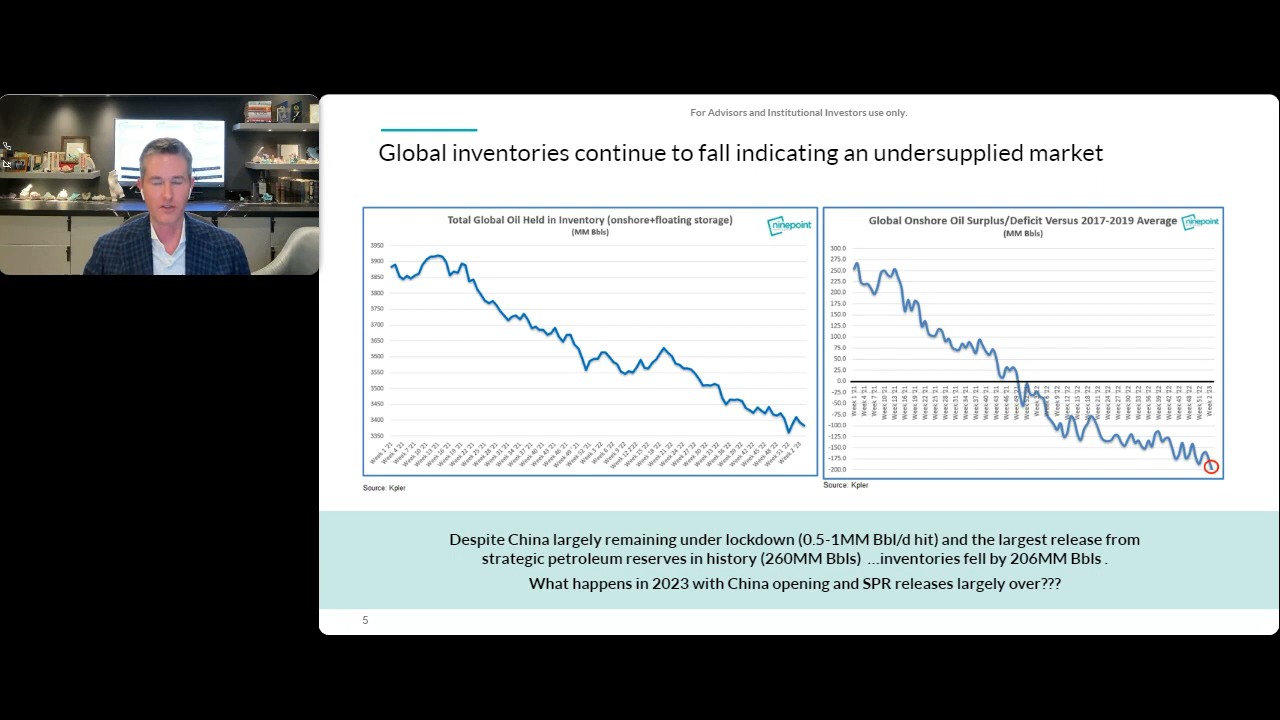 For Advisors and Institutional Investors use only.
Global inventories continue to fall indicating an undersupplied market
Total Global Oil Held in Inventory (onshore+floating storage)
(MM Bbls)
ninepoint
3950
3900
3850
3800
3750
3700
3650
3600
3550
3500
3450
3400
3350
Source: Kpler
Global Onshore Oil Surplus/Deficit Versus 2017-2019 Average
(MM Bbls)
ninepoint
300.0
275.0
250.0
225.0
200.0
175.0
150.0
125.0
100.0
75.0
50.0
25.0
0.0
-25.0
-50.0
-75.0
-100.0
-125.0
-150.0
-175.0
-200.0
Source: Kpler
Despite China largely remaining under lockdown (0.5-1MM Bbl/d hit) and the largest release from
strategic petroleum reserves in history (260MM Bbls) ...inventories fell by 206MM Bbls .
What happens in 2023 with China opening and SPR releases largely over???
5